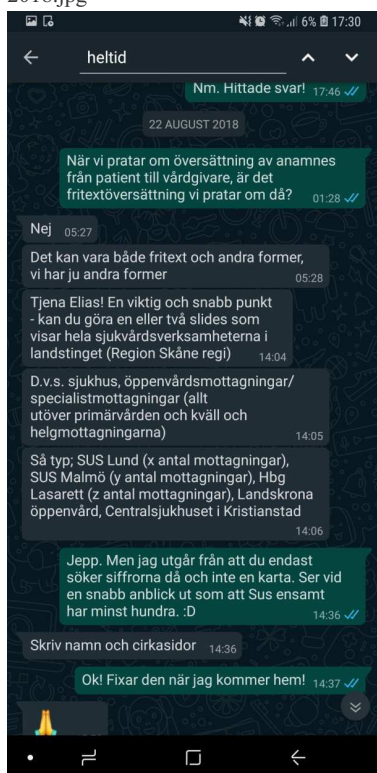 6% 17:30
heltid
Nm. Hittade svar! 17:46
22 AUGUST 2018
När vi pratar om översättning av anamnes
från patient till vårdgivare, är det
fritextöversättning vi pratar om då? 01:28
Nej 05:27
Det kan vara både fritext och andra former,
vi har ju andra former
05:28
Tjena Elias! En viktig och snabb punkt
- kan du göra en eller två slides som
visar hela sjukvårdsverksamheterna i
landstinget (Region Skåne regi) 14:04
D.v.s. sjukhus, öppenvårdsmottagningar/
specialistmottagningar (allt
utöver primärvården och kväll och
helgmottagningarna) 14:05
Så typ; SUS Lund (x antal mottagningar),
SUS Malmö (y antal mottagningar), Hbg
Lasarett (z antal mottagningar), Landskrona
öppenvård, Centralsjukhuset i Kristianstad
14:06
Jepp. Men jag utgår från att du endast
söker siffrorna då och inte en karta. Ser vid
en snabb anblick ut som att Sus ensamt
har minst hundra. :D 14:36
Skriv namn och cirkasidor 14:36
Ok! Fixar den när jag kommer hem! 14:37